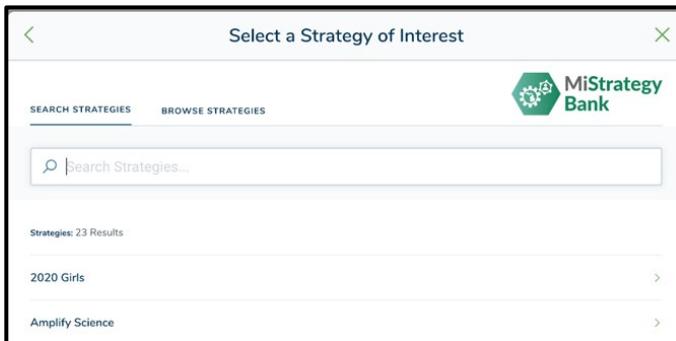 Select a Strategy of Interest
MiStrategy
Bank
SEARCH STRATEGIES BROWSE STRATEGIES
Search Strategies...
Strategies: 23 Results
2020 Girls
Amplify Science